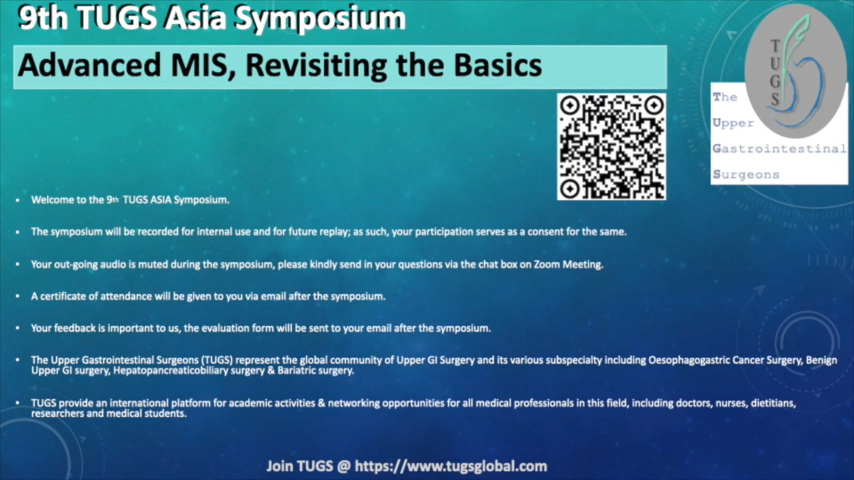 9th TUGS Asia Symposium
Advanced MIS, Revisiting the Basics
TUGS
The
Upper
Gastrointestinal
Surgeons
• Welcome to the 9th TUGS ASIA Symposium.
• The symposium will be recorded for internal use and for future replay; as such, your participation serves as a consent for the same.
• Your out-going audio is muted during the symposium, please kindly send in your questions via the chat box on Zoom Meeting.
• A certificate of attendance will be given to you via email after the symposium.
• Your feedback is important to us, the evaluation form will be sent to your email after the symposium.
• The Upper Gastrointestinal Surgeons (TUGS) represent the global community of Upper GI Surgery and its various subspecialty including Oesophagogastric Cancer Surgery, Benign
Upper GI surgery, Hepatopancreaticobiliary surgery & Bariatric surgery.
• TUGS provide an international platform for academic activities & networking opportunities for all medical professionals in this field, including doctors, nurses, dietitians,
researchers and medical students.
Join TUGS @ https://www.tugsglobal.com